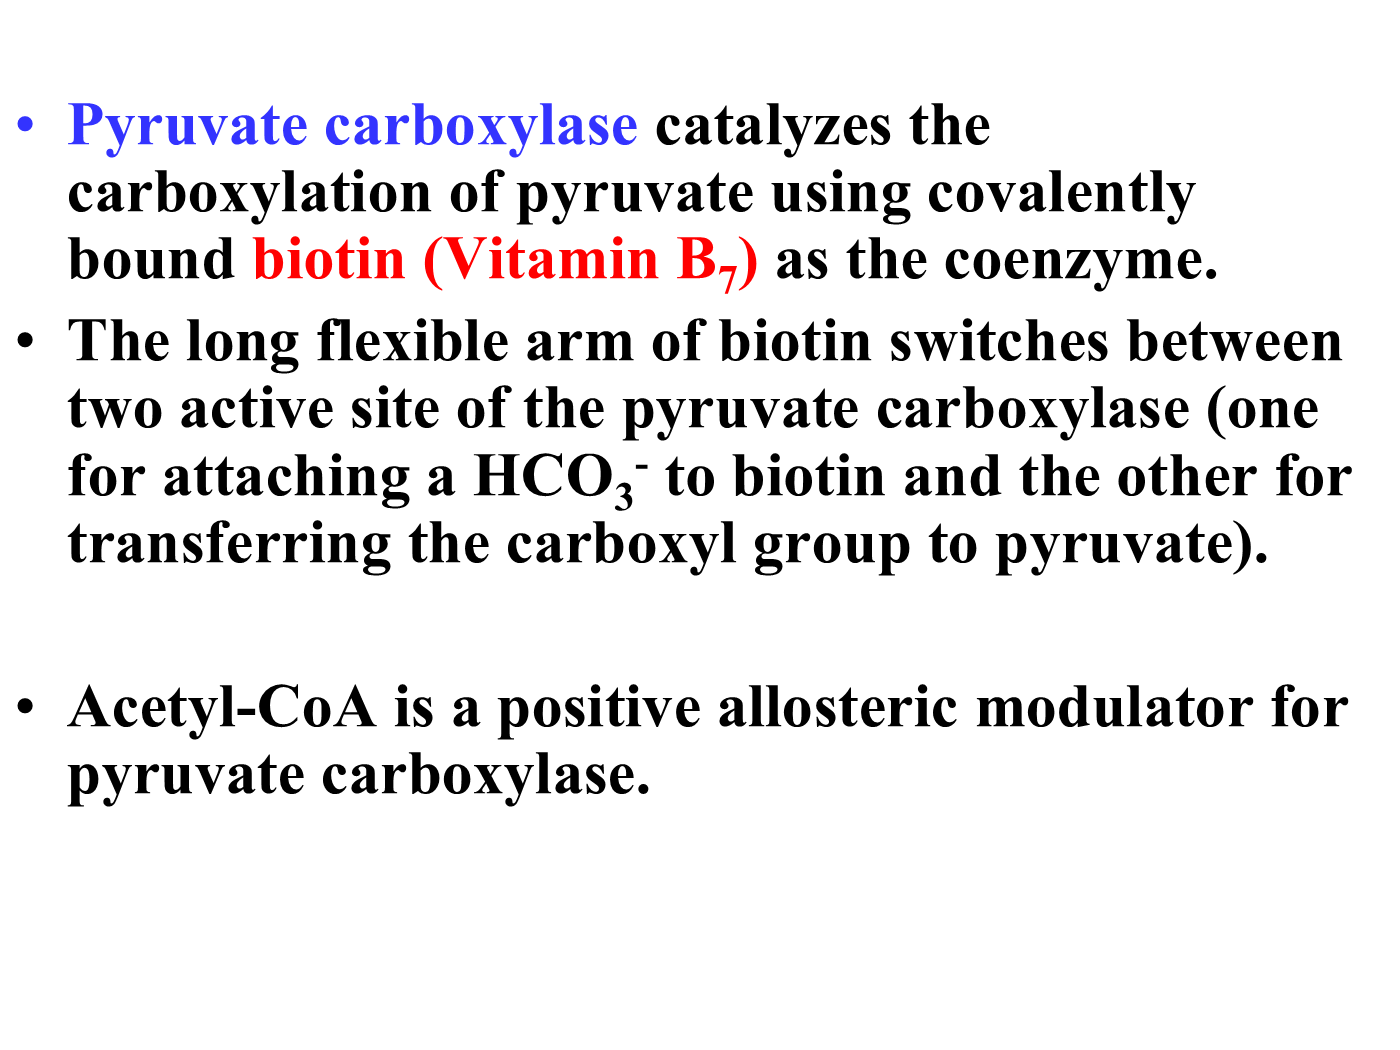 • Pyruvate carboxylase catalyzes the
carboxylation of pyruvate using covalently
bound biotin (Vitamin B₇) as the coenzyme.
• The long flexible arm of biotin switches between
two active site of the pyruvate carboxylase (one
for attaching a HCO₃⁻ to biotin and the other for
transferring the carboxyl group to pyruvate).
• Acetyl-CoA is a positive allosteric modulator for
pyruvate carboxylase.